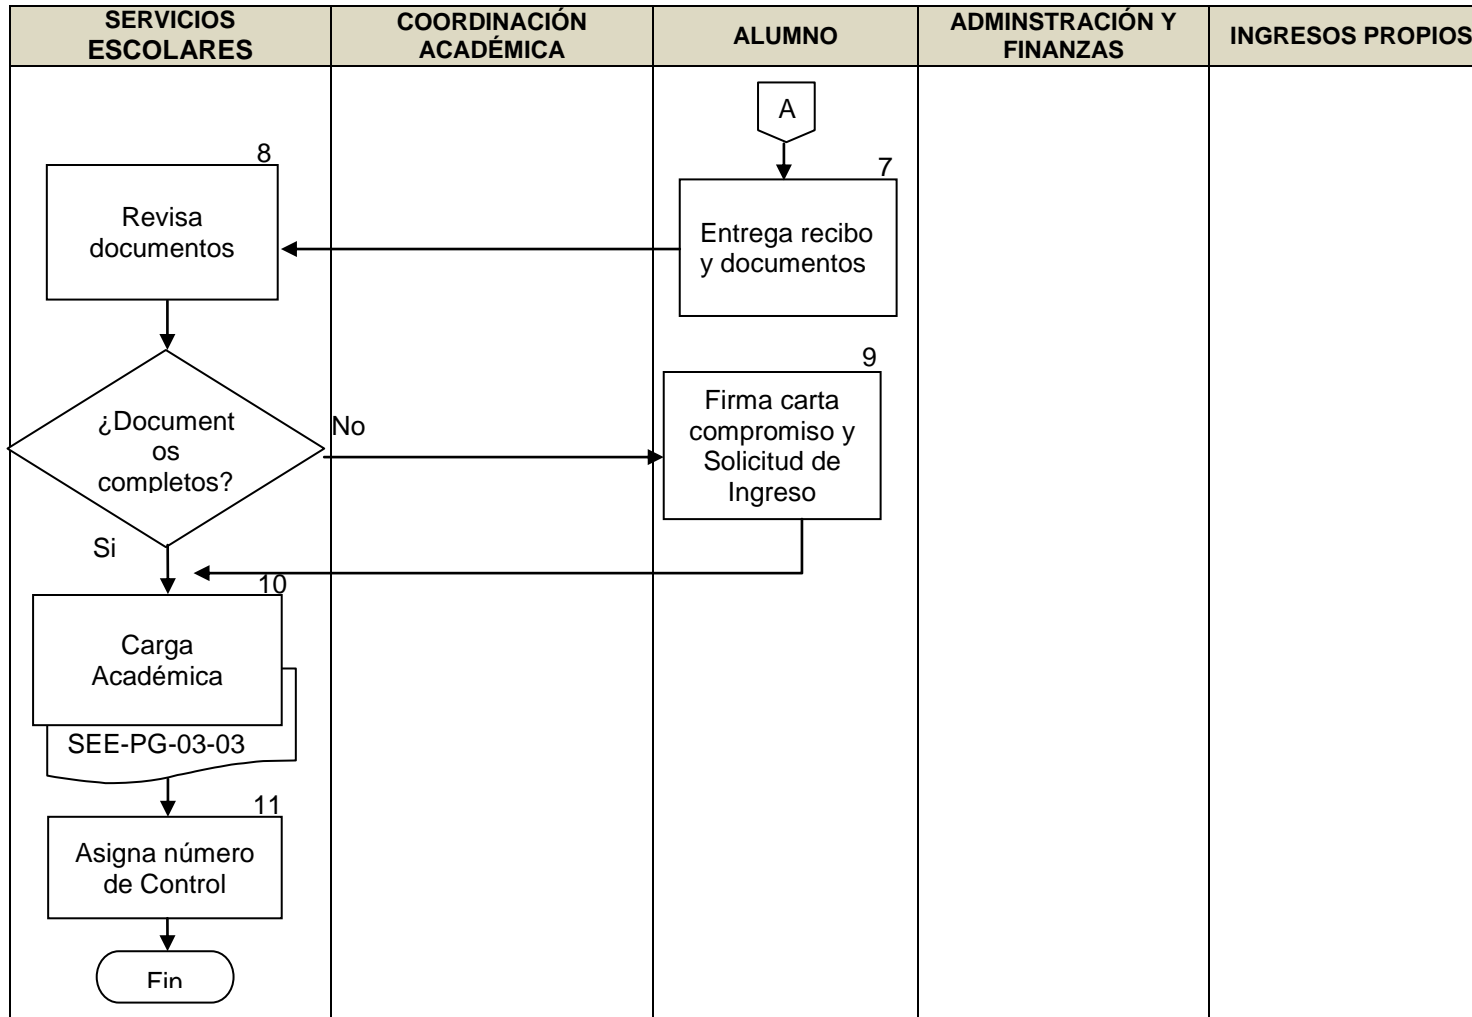 SERVICIOS
ESCOLARES
COORDINACIÓN
ACADÉMICA
ALUMNO
ADMINSTRACIÓN Y
FINANZAS
INGRESOS PROPIOS
A
7
Entrega recibo
y documentos
8
Revisa
documentos
¿Document
os
completos?
No
9
Firma carta
compromiso y
Solicitud de
Ingreso
Si
10
Carga
Académica
SEE-PG-03-03
11
Asigna número
de Control
Fin